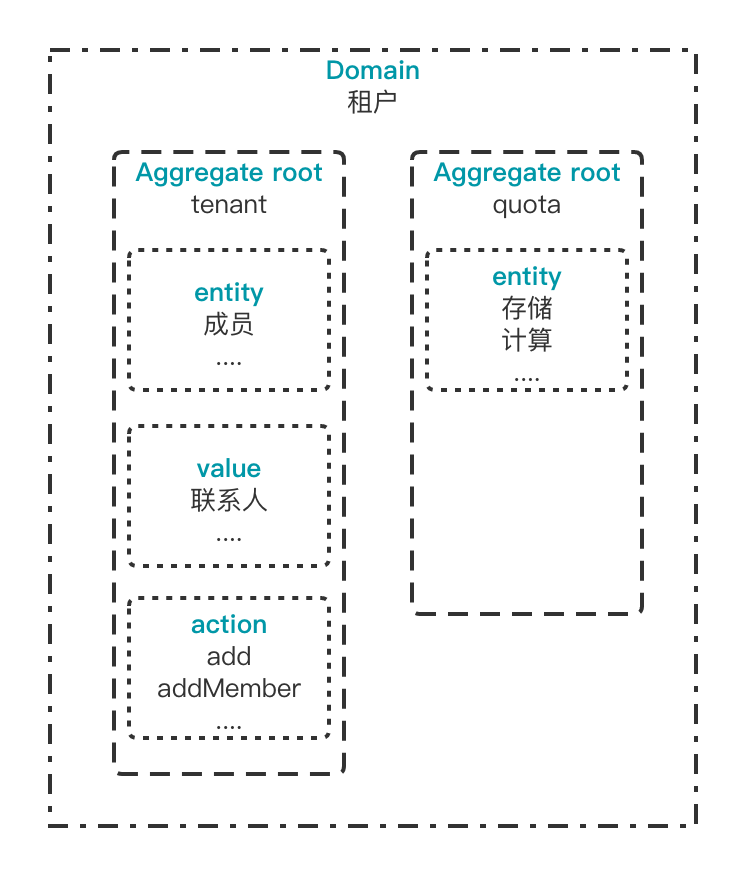 Domain
租户
Aggregate root
tenant
entity
成员
....
value
联系人
....
action
add
addMember
....
Aggregate root
quota
entity
存储
计算
....